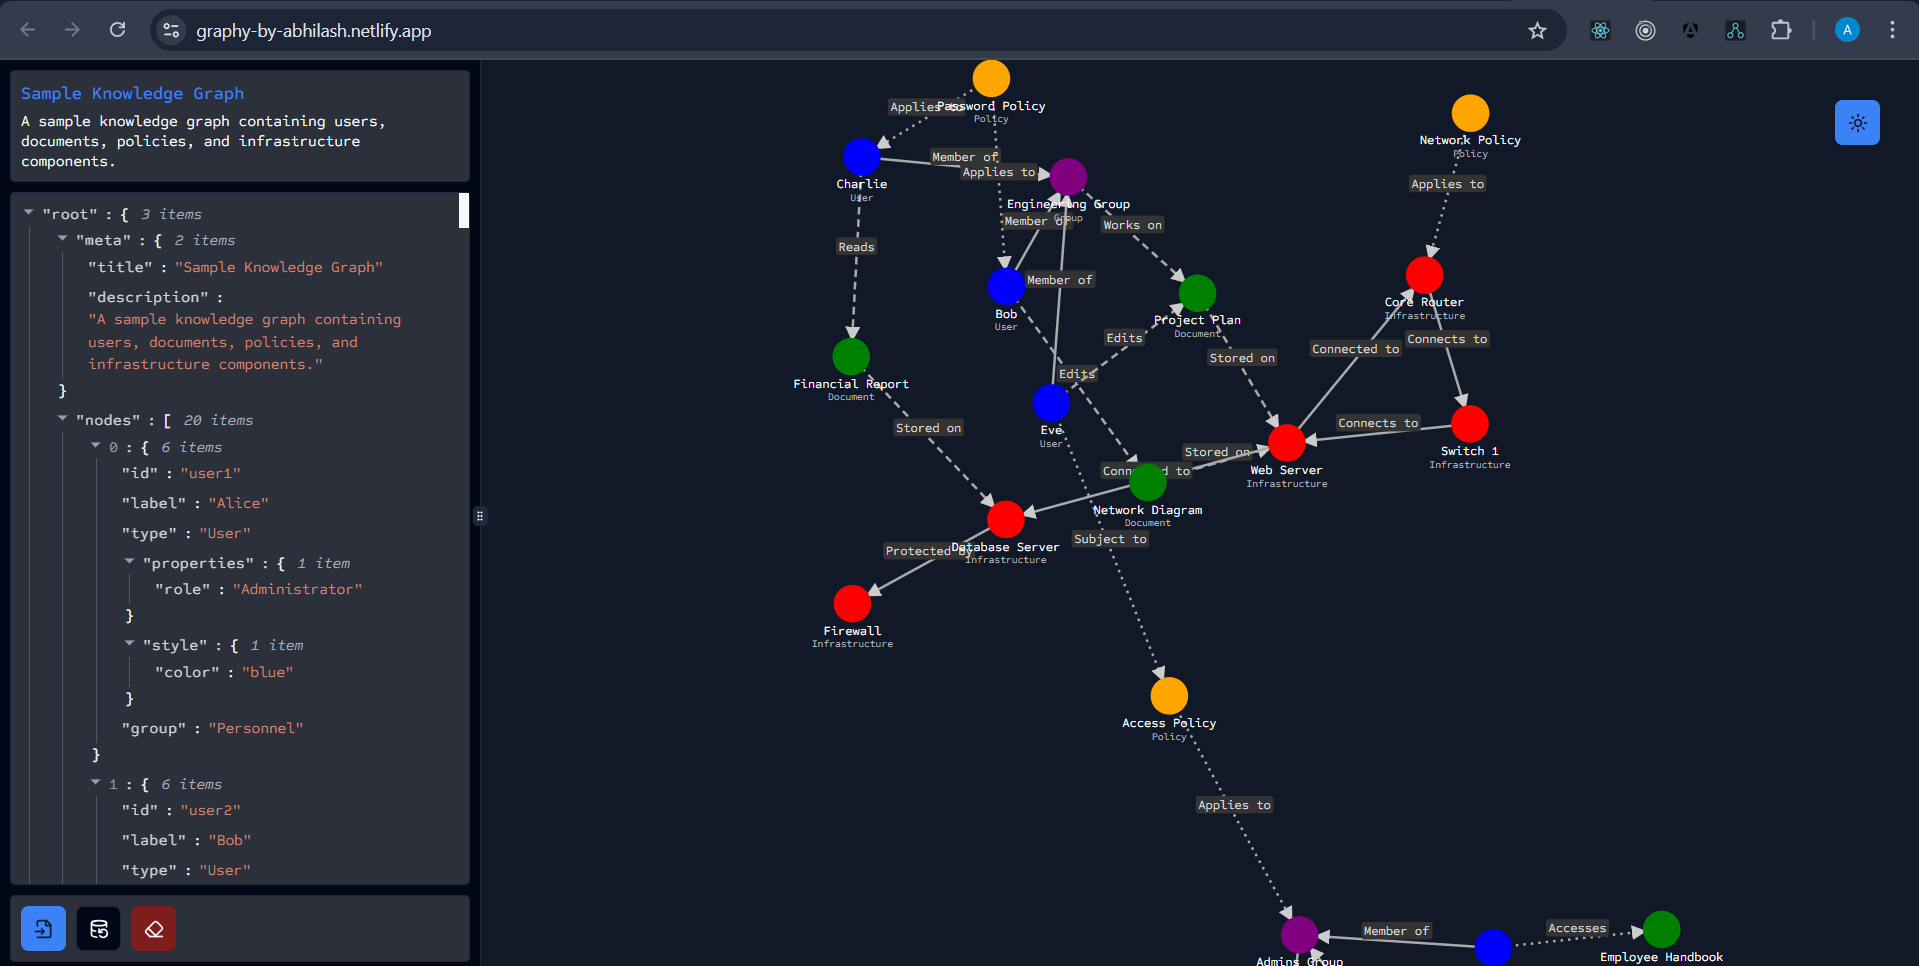 graphy-by-abhilash.netlify.app
A
Sample Knowledge Graph
A sample knowledge graph containing users,
documents, policies, and infrastructure
components.
"root" : { 3 items
"meta" : { 2 items
"title" : "Sample Knowledge Graph"
"description" :
"A sample knowledge graph containing
users, documents, policies, and
infrastructure components."
}
"nodes" : [ 20 items
0 : { 6 items
"id" : "user1"
"label" : "Alice"
"type" : "User"
"properties" : { 1 item
"role" : "Administrator"
}
"style" : { 1 item
"color" : "blue"
}
"group" : "Personnel"
}
1 : { 6 items
"id" : "user2"
"label" : "Bob"
"type" : "User"
Applies to
Password Policy
Policy
Network Policy
Policy
Member of
Applies to
Applies to
Charlie
User
Engineering Group
Group
Member of
Works on
Reads
Member of
Bob
User
Project Plan
Document
Core Router
Infrastructure
Edits
Connected to
Connects to
Stored on
Edits
Financial Report
Document
Eve
User
Stored on
Connects to
Stored on
Connected to
Web Server
Infrastructure
Switch 1
Infrastructure
Network Diagram
Document
Subject to
Protected by
Database Server
Infrastructure
Firewall
Infrastructure
Access Policy
Policy
Applies to
Member of
Accesses
Admins Group
Employee Handbook